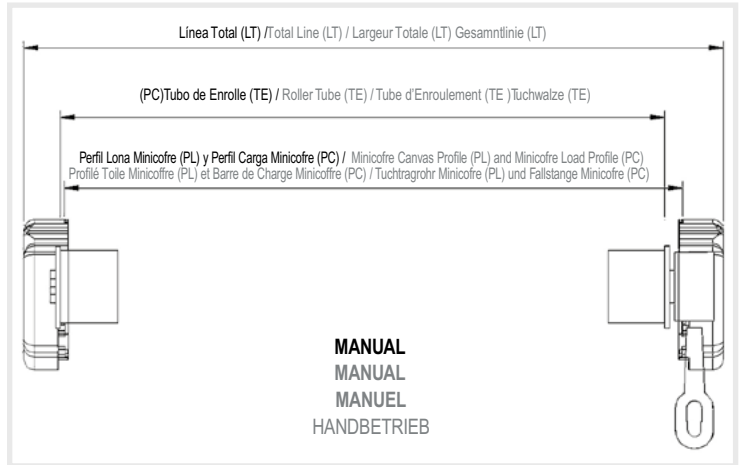 Línea Total (LT) /Total Line (LT) / Largeur Totale (LT) Gesamntlinie (LT)
(PC)Tubo de Enrolle (TE) / Roller Tube (TE) / Tube d'Enroulement (TE )Tuchwalze (TE)
Perfil Lona Minicofre (PL) y Perfil Carga Minicofre (PC) / Minicofre Canvas Profile (PL) and Minicofre Load Profile (PC)
Profilé Toile Minicoffre (PL) et Barre de Charge Minicoffre (PC) / Tuchtragrohr Minicofre (PL) und Fallstange Minicofre (PC)
MANUAL
MANUAL
MANUEL
HANDBETRIEB